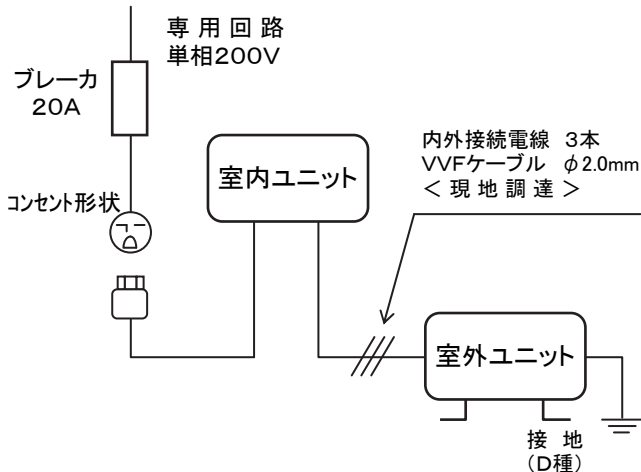 専用回路
単相200V
ブレーカ
20A
コンセント形状
室内ユニット
内外接続電線 3本
VVFケーブル φ2.0mm
＜現地調達＞
室外ユニット
接地
（D種）